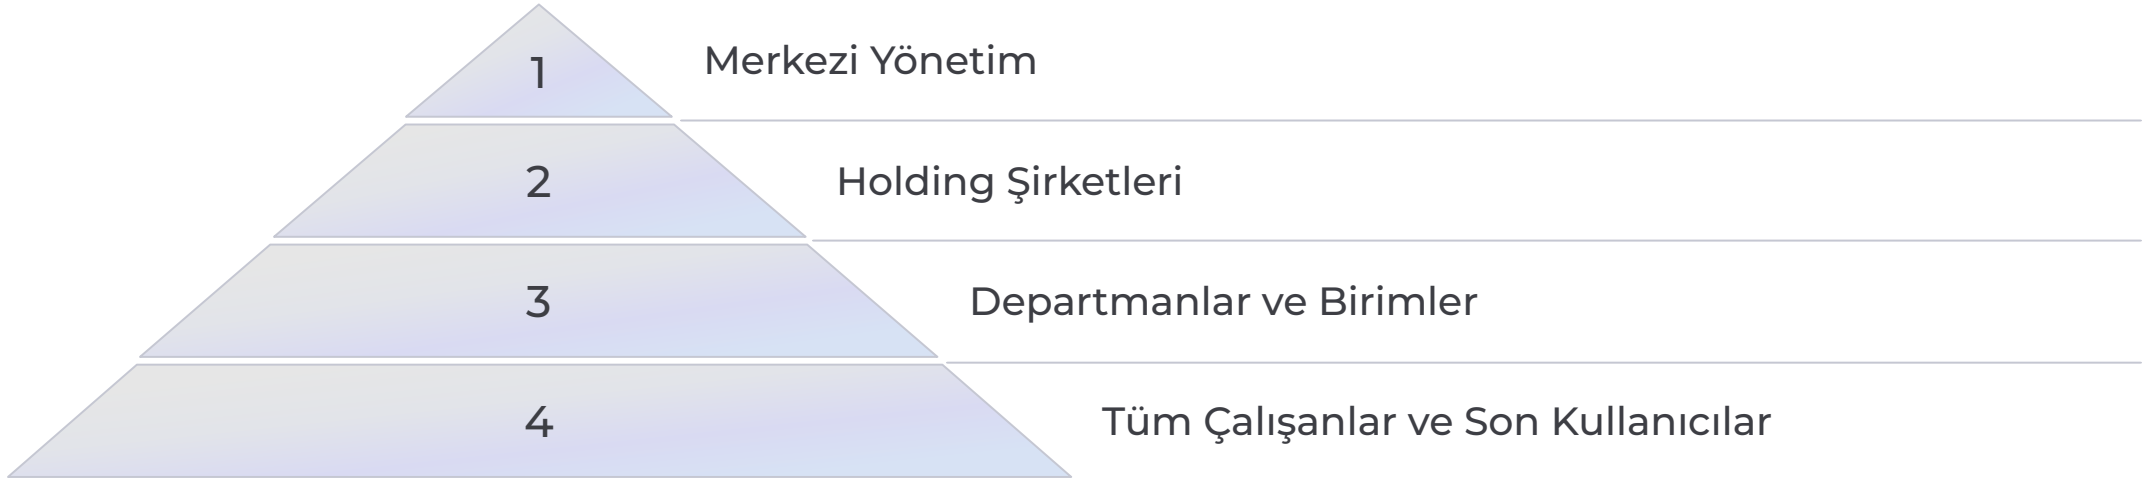 1 Merkezi Yönetim
2 Holding Şirketleri
3 Departmanlar ve Birimler
4 Tüm Çalışanlar ve Son Kullanıcılar